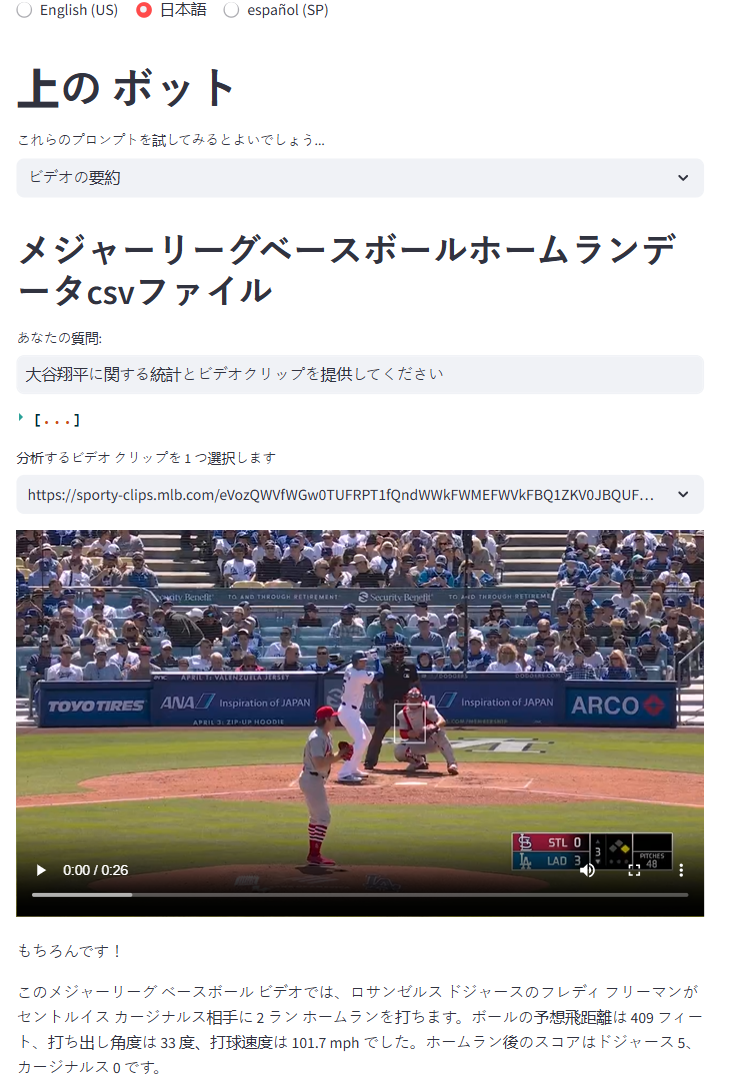 English (US) 日本語 español (SP)
上の ボット
これらのプロンプトを試してみるとよいでしょう...
ビデオの要約
メジャーリーグベースボールホームランデ
ータcsvファイル
あなたの質問:
大谷翔平に関する統計とビデオクリップを提供してください
[...]
分析するビデオ クリップを 1 つ選択します
https://sporty-clips.mlb.com/eVozQWVfWGw0TUFRPT1fQndWWkFWMEFWVkFBQ1ZKV0JBQUF...
Security Benefit TO AND THROUGH RETIREMENT Security Benefit TO AND THROUGH RETIREMENT
APRIL 1: VALENZUELA JERSEY
TOYO TIRES ANA Inspiration of JAPAN Inspiration of JAPAN ARCO
APRIL 3: ZIP-UP HOODIE
STL 0
LAD 3
3
PITCHES
48
0:00 / 0:26
もちろんです！
このメジャーリーグ ベースボール ビデオでは、ロサンゼルス ドジャースのフレディ フリーマンが
セントルイス カージナルス相手に 2 ラン ホームランを打ちます。ボールの予想飛距離は 409 フィー
ト、打ち出し角度は 33 度、打球速度は 101.7 mph でした。ホームラン後のスコアはドジャース 5、
カージナルス 0 です。